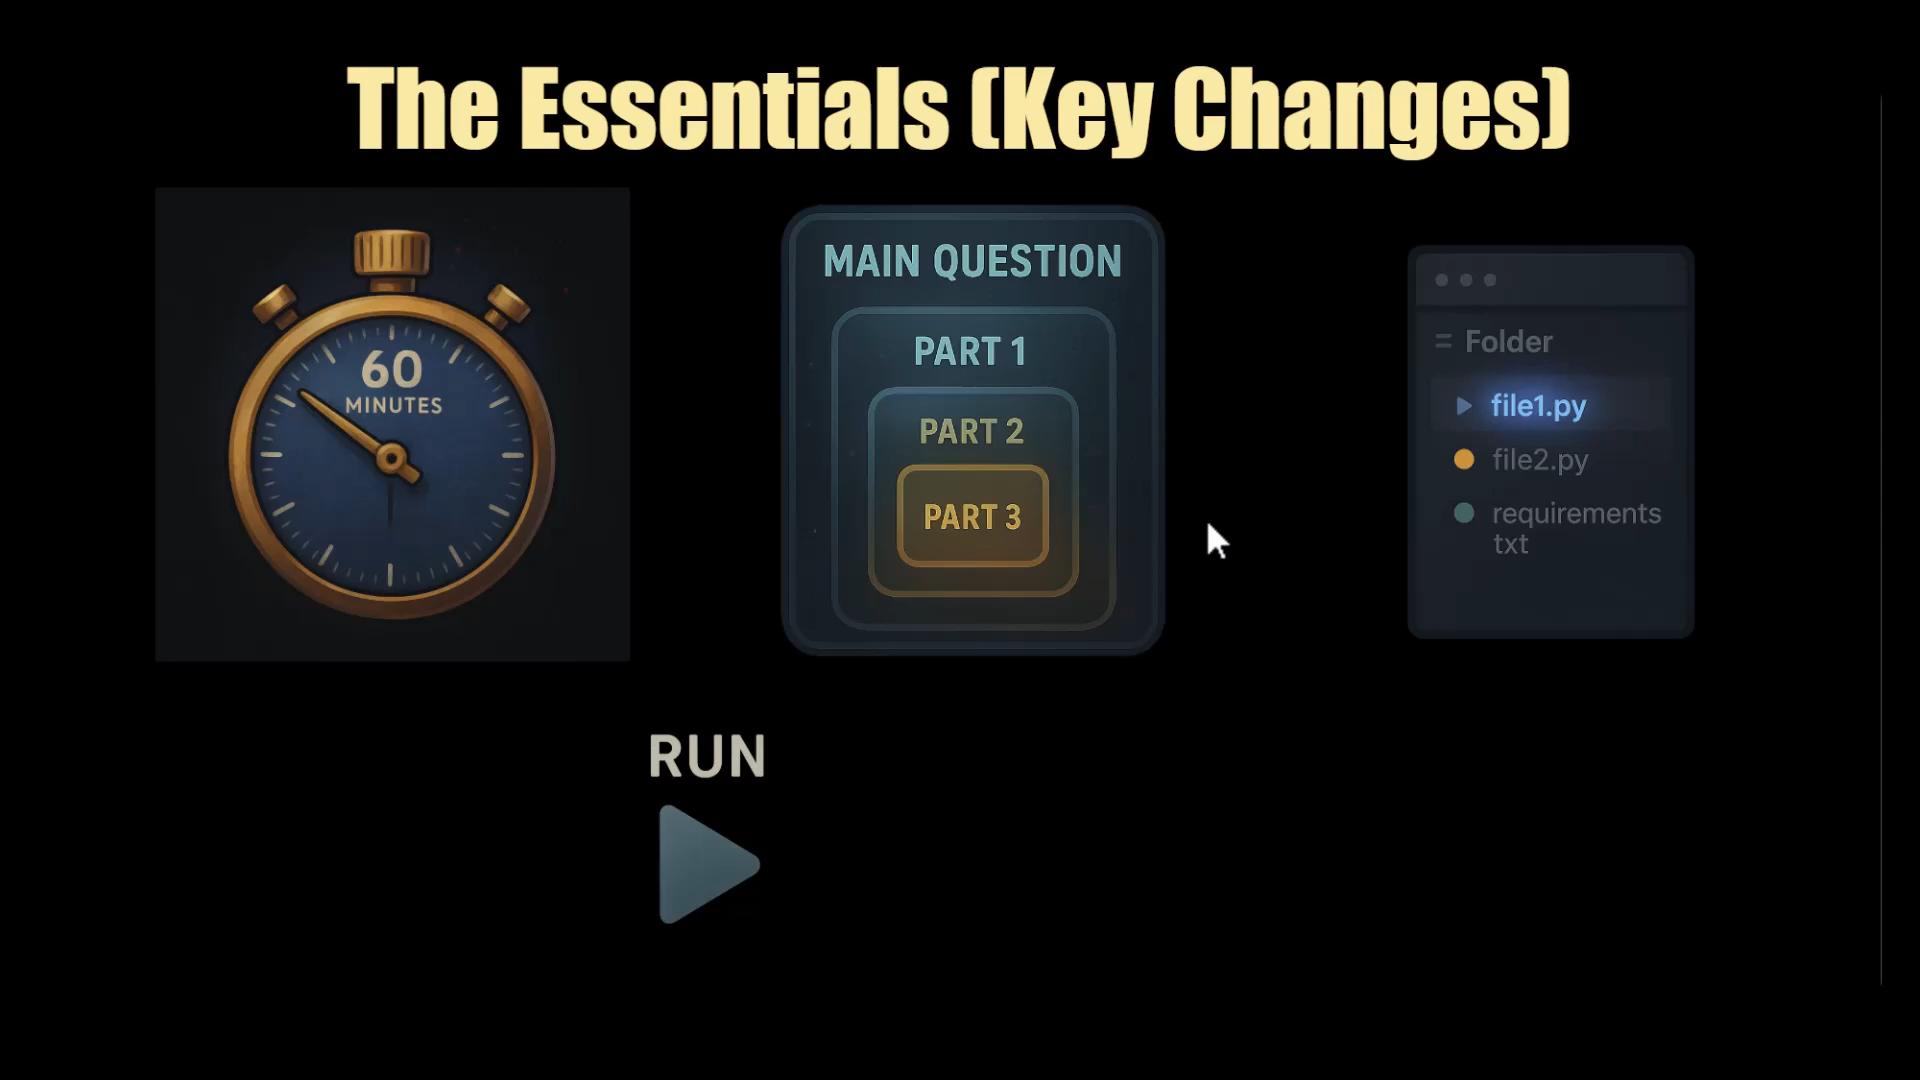 The Essentials (Key Changes)
60
MINUTES
MAIN QUESTION
PART 1
PART 2
PART 3
Folder
file1.py
file2.py
requirements
txt
RUN